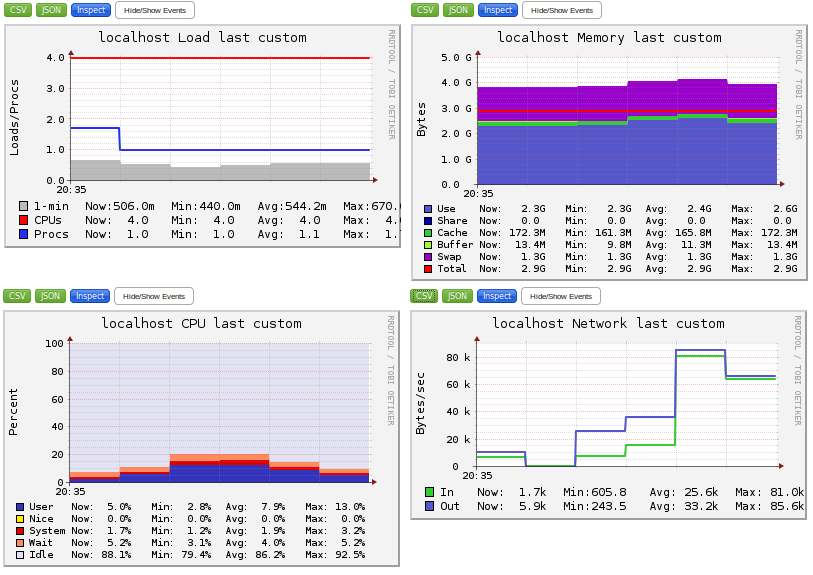 CSV JSON Inspect Hide/Show Events
localhost Load last custom
RRDTOOL / TOBI OETIKER
Loads/Procs
4.0
3.0
2.0
1.0
0.0
20:35
1-min Now:506.0m Min:440.0m Avg:544.2m Max:670.
CPUs Now: 4.0 Min: 4.0 Avg: 4.0 Max: 4.
Procs Now: 1.0 Min: 1.0 Avg: 1.1 Max: 1.
CSV JSON Inspect Hide/Show Events
localhost Memory last custom
RRDTOOL / TOBI OETIKER
Bytes
5.0 G
4.0 G
3.0 G
2.0 G
1.0 G
0.0
20:35
Use Now: 2.3G Min: 2.3G Avg: 2.4G Max: 2.6G
Share Now: 0.0 Min: 0.0 Avg: 0.0 Max: 0.0
Cache Now: 172.3M Min: 161.3M Avg: 165.8M Max: 172.3M
Buffer Now: 13.4M Min: 9.8M Avg: 11.3M Max: 13.4M
Swap Now: 1.3G Min: 1.3G Avg: 1.3G Max: 1.3G
Total Now: 2.9G Min: 2.9G Avg: 2.9G Max: 2.9G
CSV JSON Inspect Hide/Show Events
localhost CPU last custom
RRDTOOL / TOBI OETIKER
Percent
100
80
60
40
20
0
20:35
User Now: 5.0% Min: 2.8% Avg: 7.9% Max: 13.0%
Nice Now: 0.0% Min: 0.0% Avg: 0.0% Max: 0.0%
System Now: 1.7% Min: 1.2% Avg: 1.9% Max: 3.2%
Wait Now: 5.2% Min: 3.1% Avg: 4.0% Max: 5.2%
Idle Now: 88.1% Min: 79.4% Avg: 86.2% Max: 92.5%
CSV JSON Inspect Hide/Show Events
localhost Network last custom
RRDTOOL / TOBI OETIKER
Bytes/sec
80 k
60 k
40 k
20 k
0
20:35
In Now: 1.7k Min:605.8 Avg: 25.6k Max: 81.0k
Out Now: 5.9k Min:243.5 Avg: 33.2k Max: 85.6k